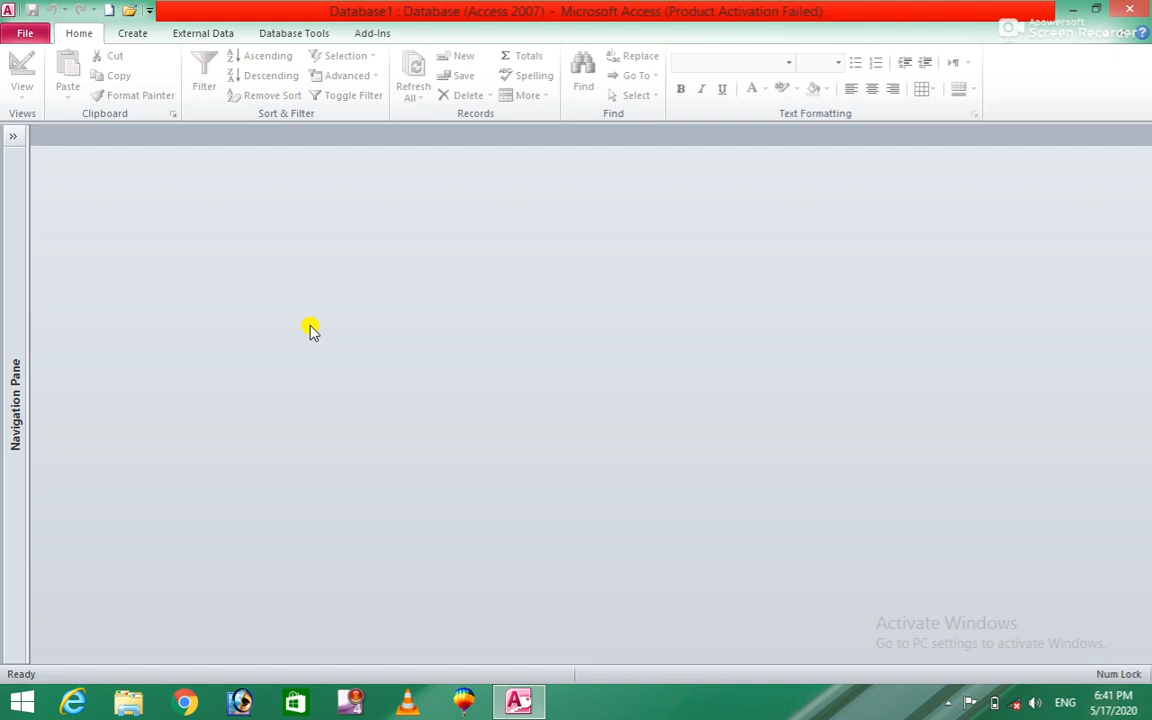 Database1 : Database (Access 2007) - Microsoft Access (Product Activation Failed)
Apowersoft
Screen Recorder
File
Home
Create
External Data
Database Tools
Add-Ins
View
Views
Paste
Cut
Copy
Format Painter
Clipboard
Filter
Ascending
Descending
Remove Sort
Selection
Advanced
Toggle Filter
Sort & Filter
Refresh
All
New
Save
Delete
Totals
Spelling
More
Records
Find
Replace
Go To
Select
Find
B I U
A
Text Formatting
Navigation Pane
Activate Windows
Go to PC settings to activate Windows.
Ready
Num Lock
ENG
6:41 PM
5/17/2020